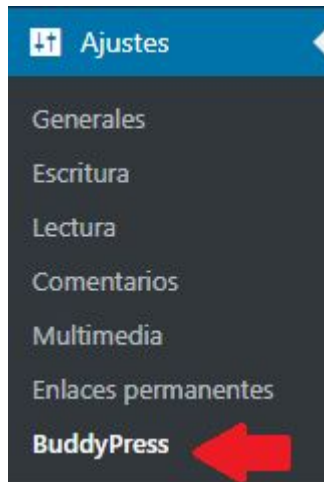 Ajustes
Generales
Escritura
Lectura
Comentarios
Multimedia
Enlaces permanentes
BuddyPress